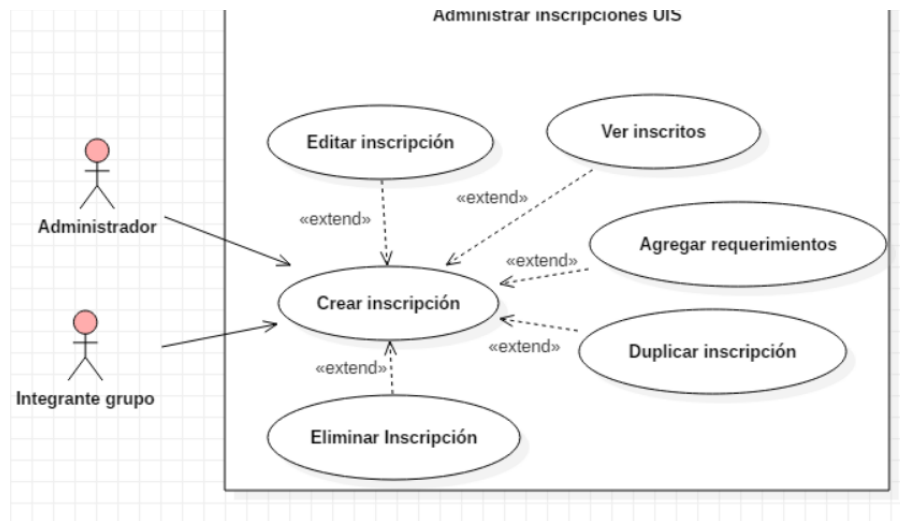 Administrar inscripciones UIS
Editar inscripción
Ver inscritos
«extend»
«extend»
Administrador
Agregar requerimientos
«extend»
Crear inscripción
«extend»
Duplicar inscripción
«extend»
Integrante grupo
Eliminar Inscripción